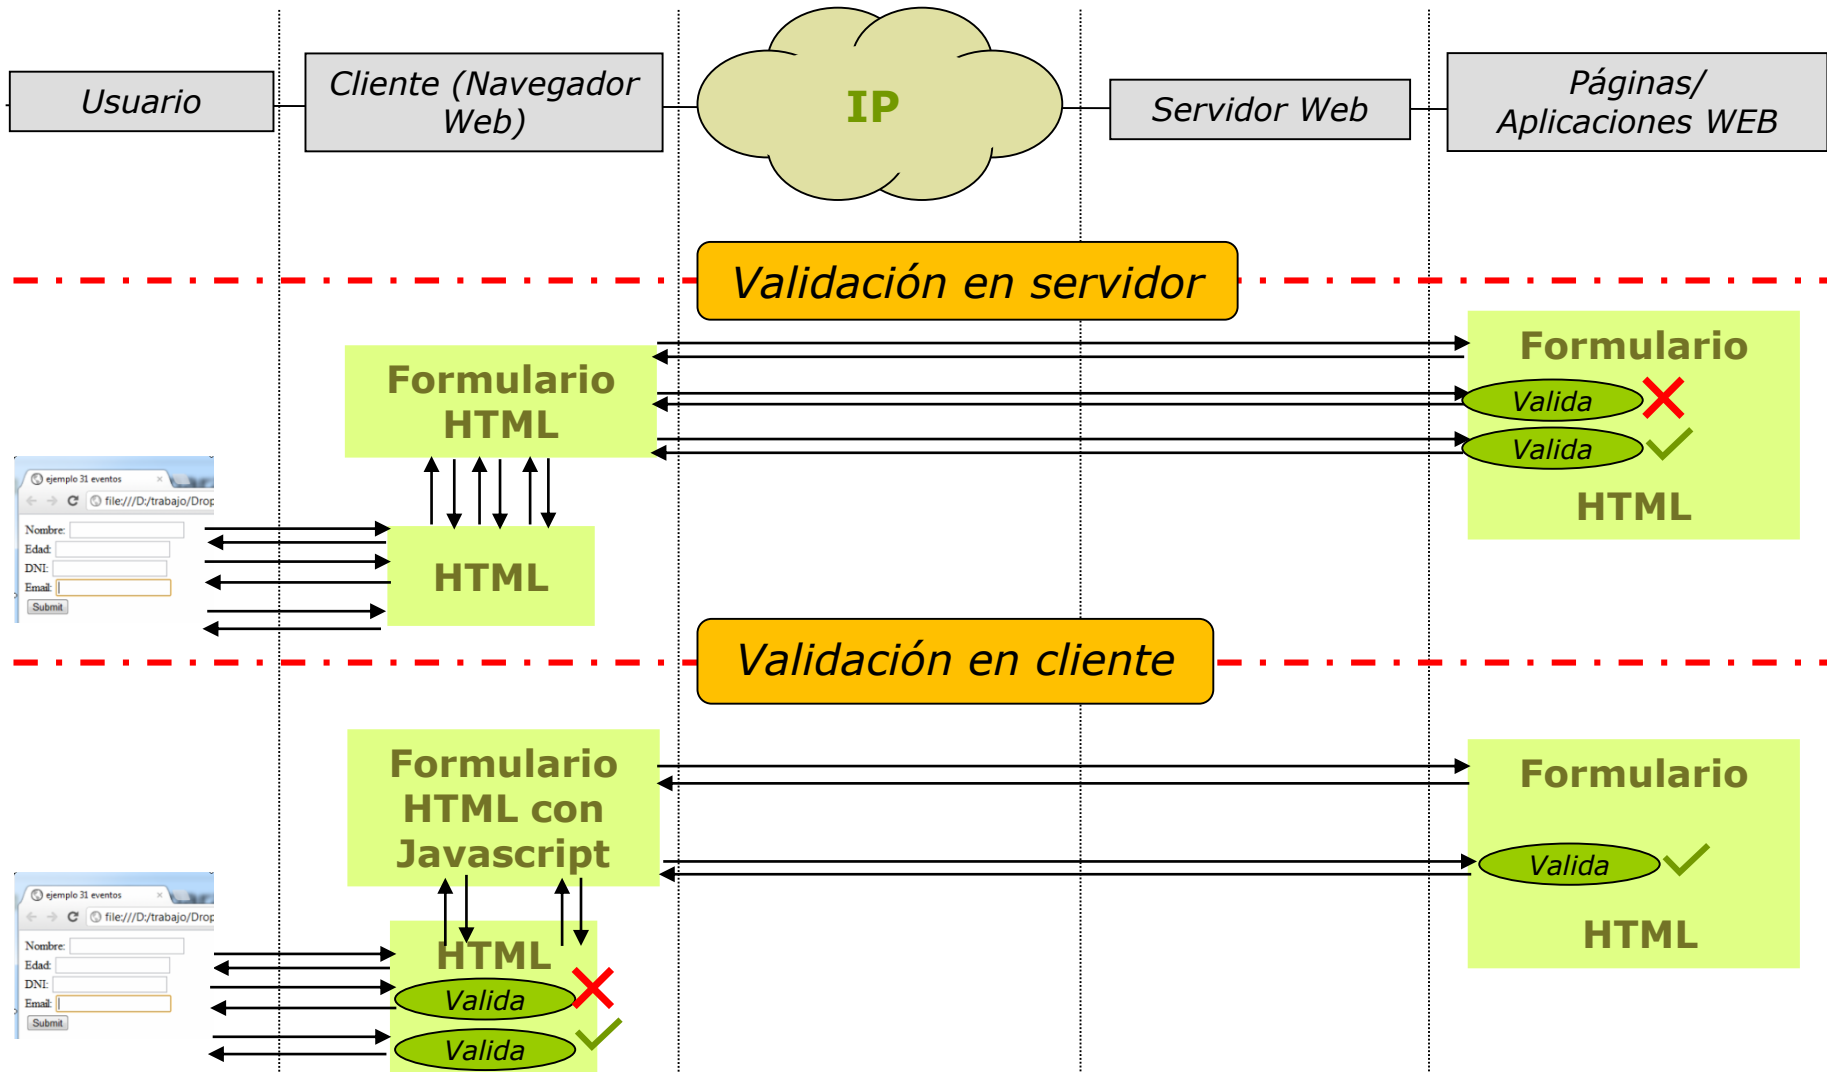 Usuario
Cliente (Navegador
Web)
IP
Servidor Web
Páginas/
Aplicaciones WEB
Validación en servidor
Formulario
HTML
HTML
Formulario
Valida
Valida
HTML
ejemplo 31 eventos
file:///D:/trabajo/Drop
Nombre:
Edad:
DNI:
Email:
Submit
Validación en cliente
Formulario
HTML con
Javascript
HTML
Valida
Valida
Formulario
Valida
HTML
ejemplo 31 eventos
file:///D:/trabajo/Drop
Nombre:
Edad:
DNI:
Email:
Submit